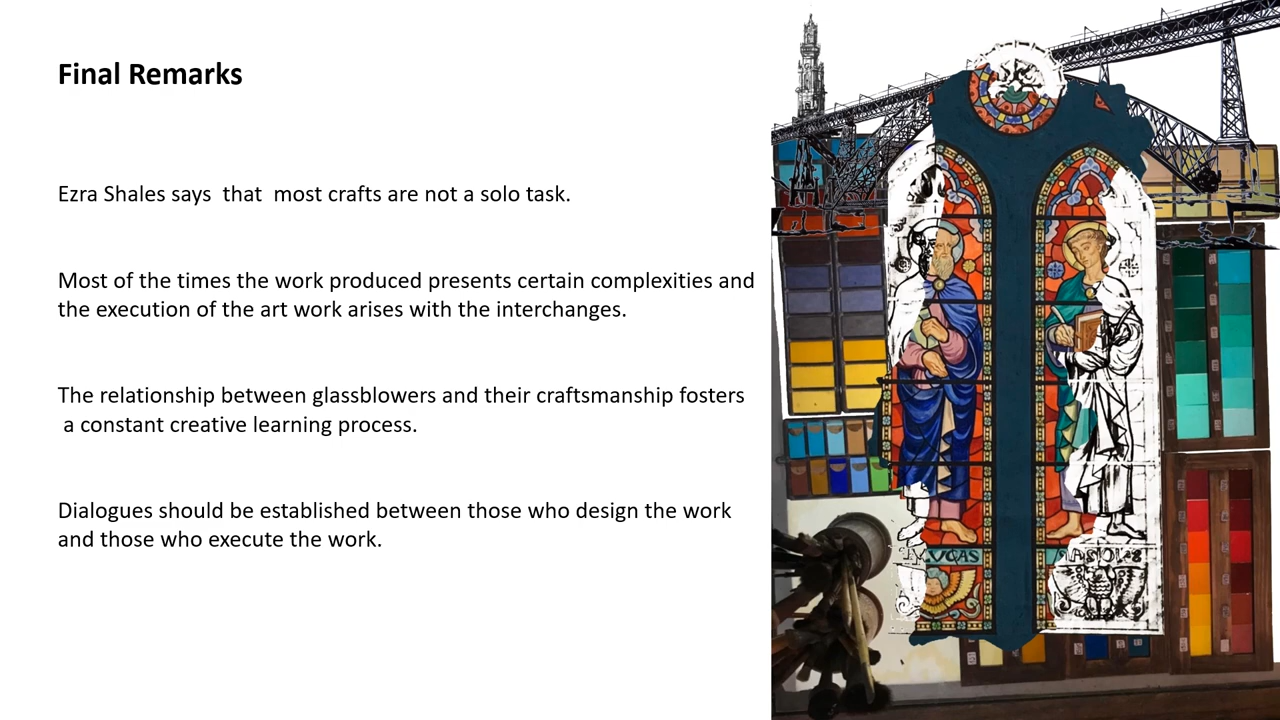 Final Remarks
Ezra Shales says  that  most crafts are not a solo task.
Most of the times the work produced presents certain complexities and
the execution of the art work arises with the interchanges.
The relationship between glassblowers and their craftsmanship fosters
 a constant creative learning process.
Dialogues should be established between those who design the work
and those who execute the work.